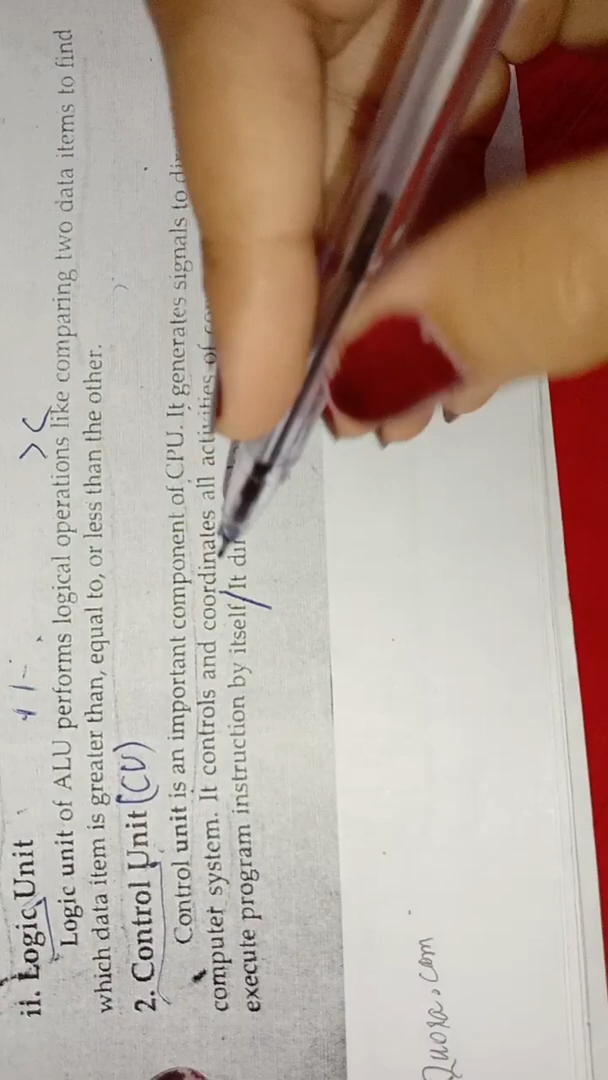 ii. Logic Unit
Logic unit of ALU performs logical operations like comparing two data items to find
> <
which data item is greater than, equal to, or less than the other.
2. Control Unit (CU)
Control unit is an important component of CPU. It generates signals to
computer system. It controls and coordinates all activities of
execute program instruction by itself/ It
Quora.com